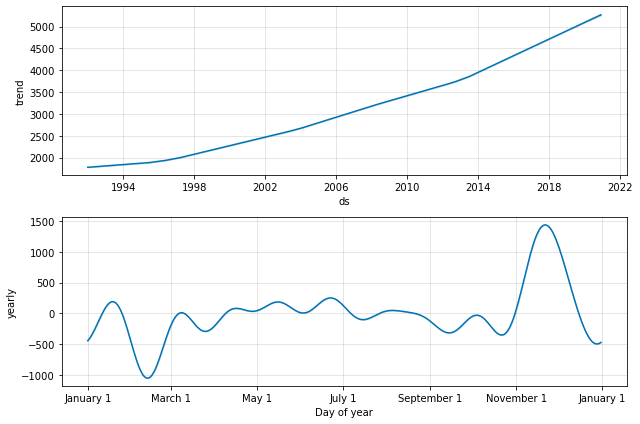 5000
4500
4000
3500
3000
2500
2000
trend
1994 1998 2002 2006 2010 2014 2018 2022
ds
1500
1000
500
0
−500
−1000
yearly
January 1 March 1 May 1 July 1 September 1 November 1 January 1
Day of year